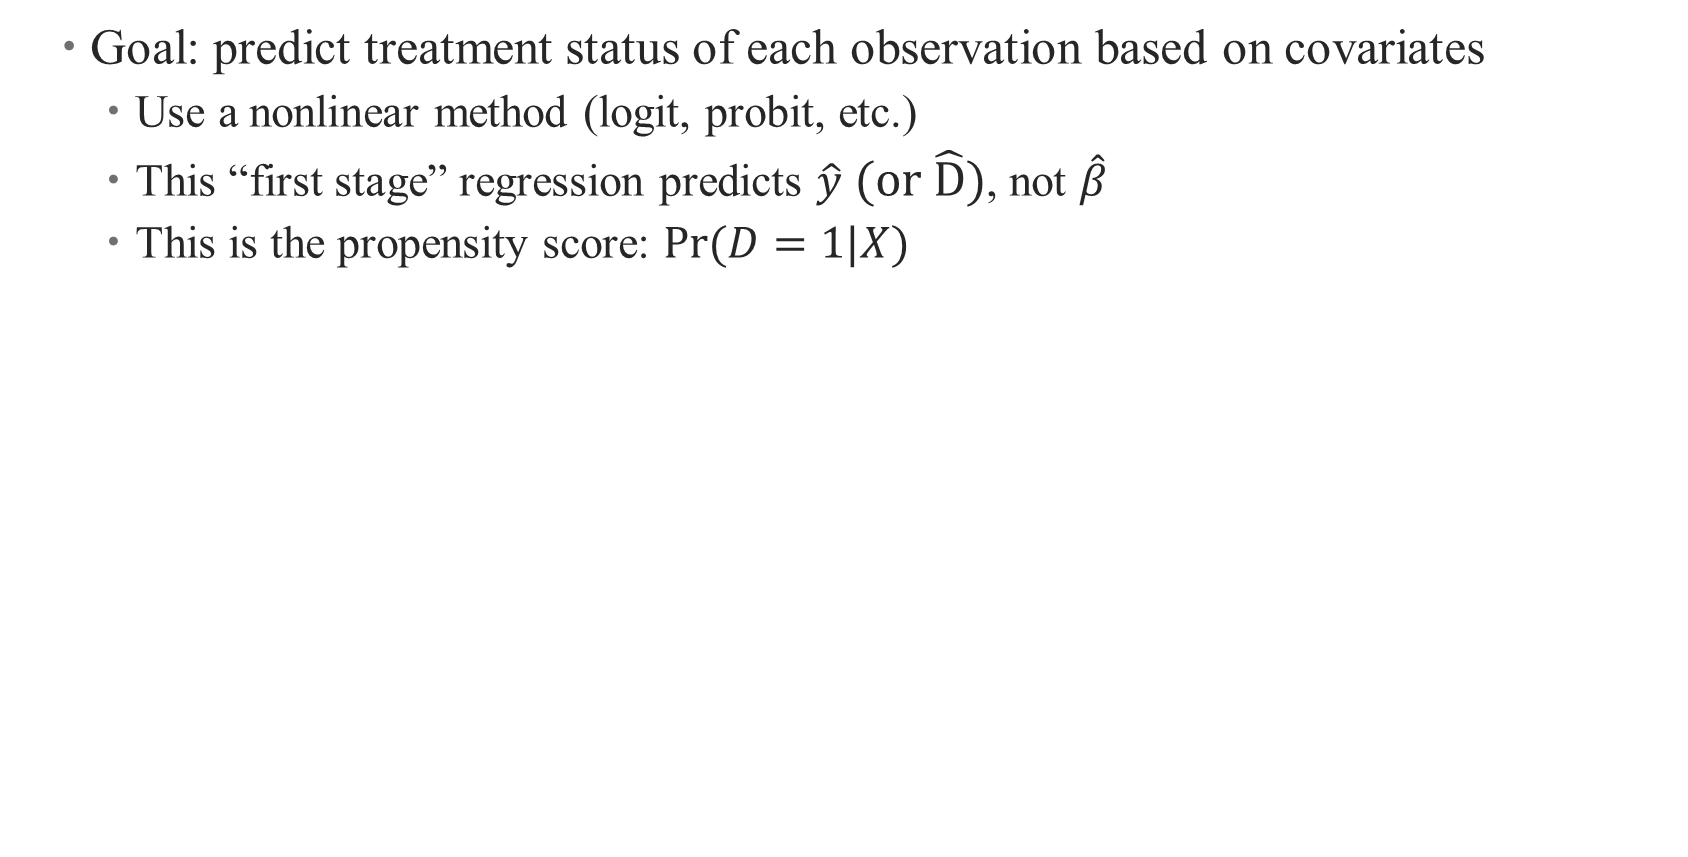 • Goal: predict treatment status of each observation based on covariates
• Use a nonlinear method (logit, probit, etc.)
• This “first stage” regression predicts ŷ (or D̂), not β̂
• This is the propensity score: Pr(D = 1|X)